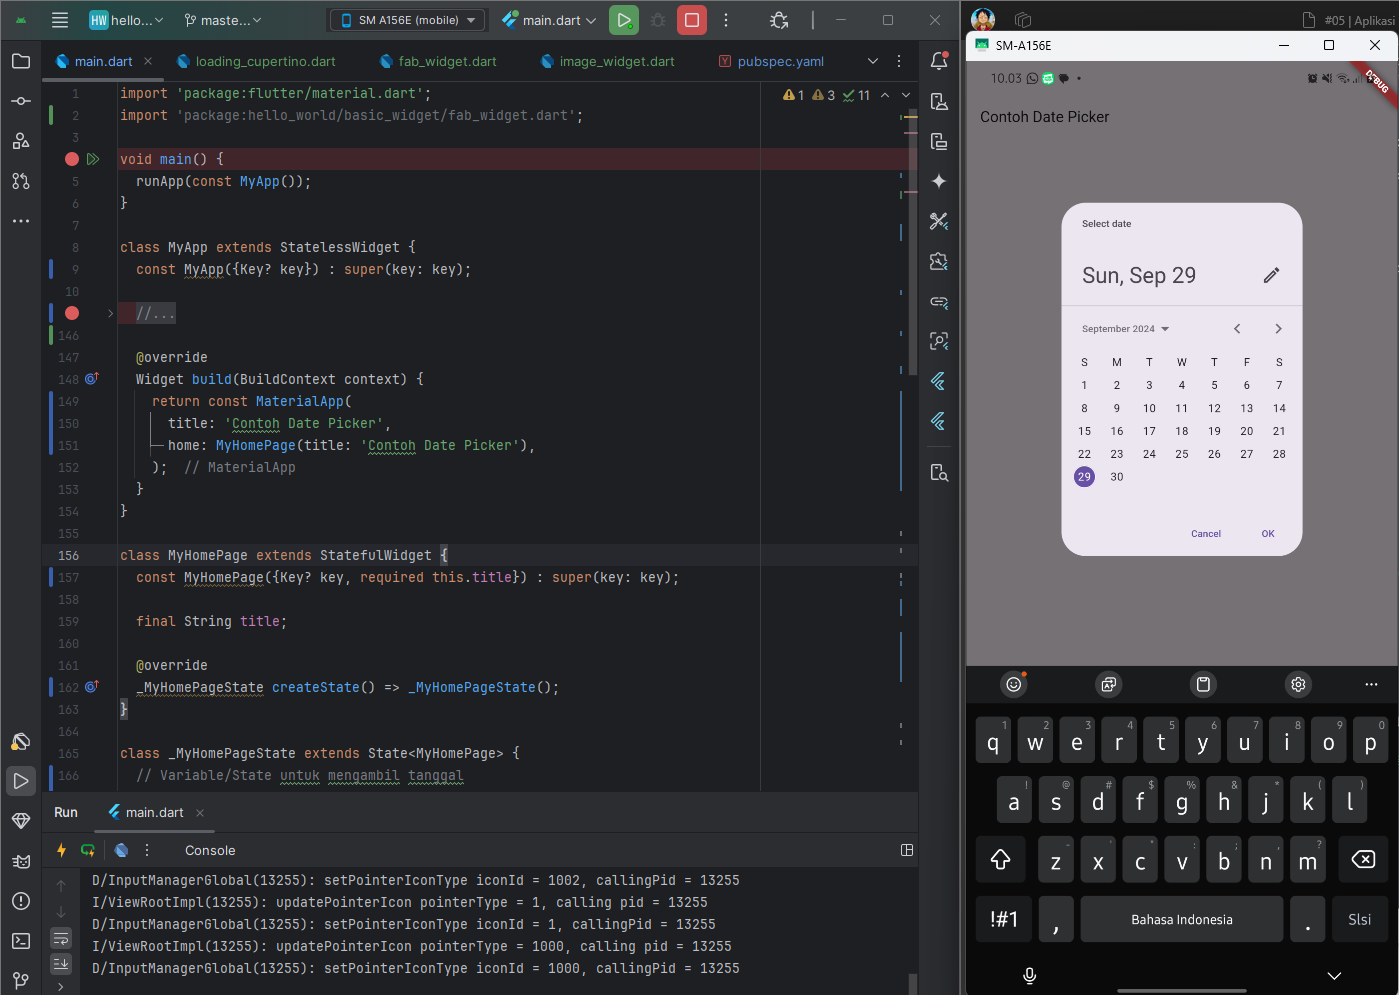 HW hello... maste... SM A156E (mobile) main.dart
main.dart loading_cupertino.dart fab_widget.dart image_widget.dart pubspec.yaml
1 3 11
1 import 'package:flutter/material.dart';
2 import 'package:hello_world/basic_widget/fab_widget.dart';
3
void main() {
5 runApp(const MyApp());
6 }
7
8 class MyApp extends StatelessWidget {
9 const MyApp({Key? key}) : super(key: key);
10
//...
146
147 @override
148 Widget build(BuildContext context) {
149 return const MaterialApp(
150 title: 'Contoh Date Picker',
151 home: MyHomePage(title: 'Contoh Date Picker'),
152 ); // MaterialApp
153 }
154 }
155
156 class MyHomePage extends StatefulWidget {
157 const MyHomePage({Key? key, required this.title}) : super(key: key);
158
159 final String title;
160
161 @override
162 _MyHomePageState createState() => _MyHomePageState();
163 }
164
165 class _MyHomePageState extends State<MyHomePage> {
166 // Variable/State untuk mengambil tanggal
Run main.dart
Console
D/InputManagerGlobal(13255): setPointerIconType iconId = 1002, callingPid = 13255
I/ViewRootImpl(13255): updatePointerIcon pointerType = 1, calling pid = 13255
D/InputManagerGlobal(13255): setPointerIconType iconId = 1, callingPid = 13255
I/ViewRootImpl(13255): updatePointerIcon pointerType = 1000, calling pid = 13255
D/InputManagerGlobal(13255): setPointerIconType iconId = 1000, callingPid = 13255
#05 | Aplikasi
SM-A156E
10.03
DEBUG
Contoh Date Picker
Select date
Sun, Sep 29
September 2024
S M T W T F S
1 2 3 4 5 6 7
8 9 10 11 12 13 14
15 16 17 18 19 20 21
22 23 24 25 26 27 28
29 30
Cancel OK
1 2 3 4 5 6 7 8 9 0
q w e r t y u i o p
! @ # $ % & * ( )
a s d f g h j k l
- ' " : ; , ?
z x c v b n m
!#1 , Bahasa Indonesia . Slsi